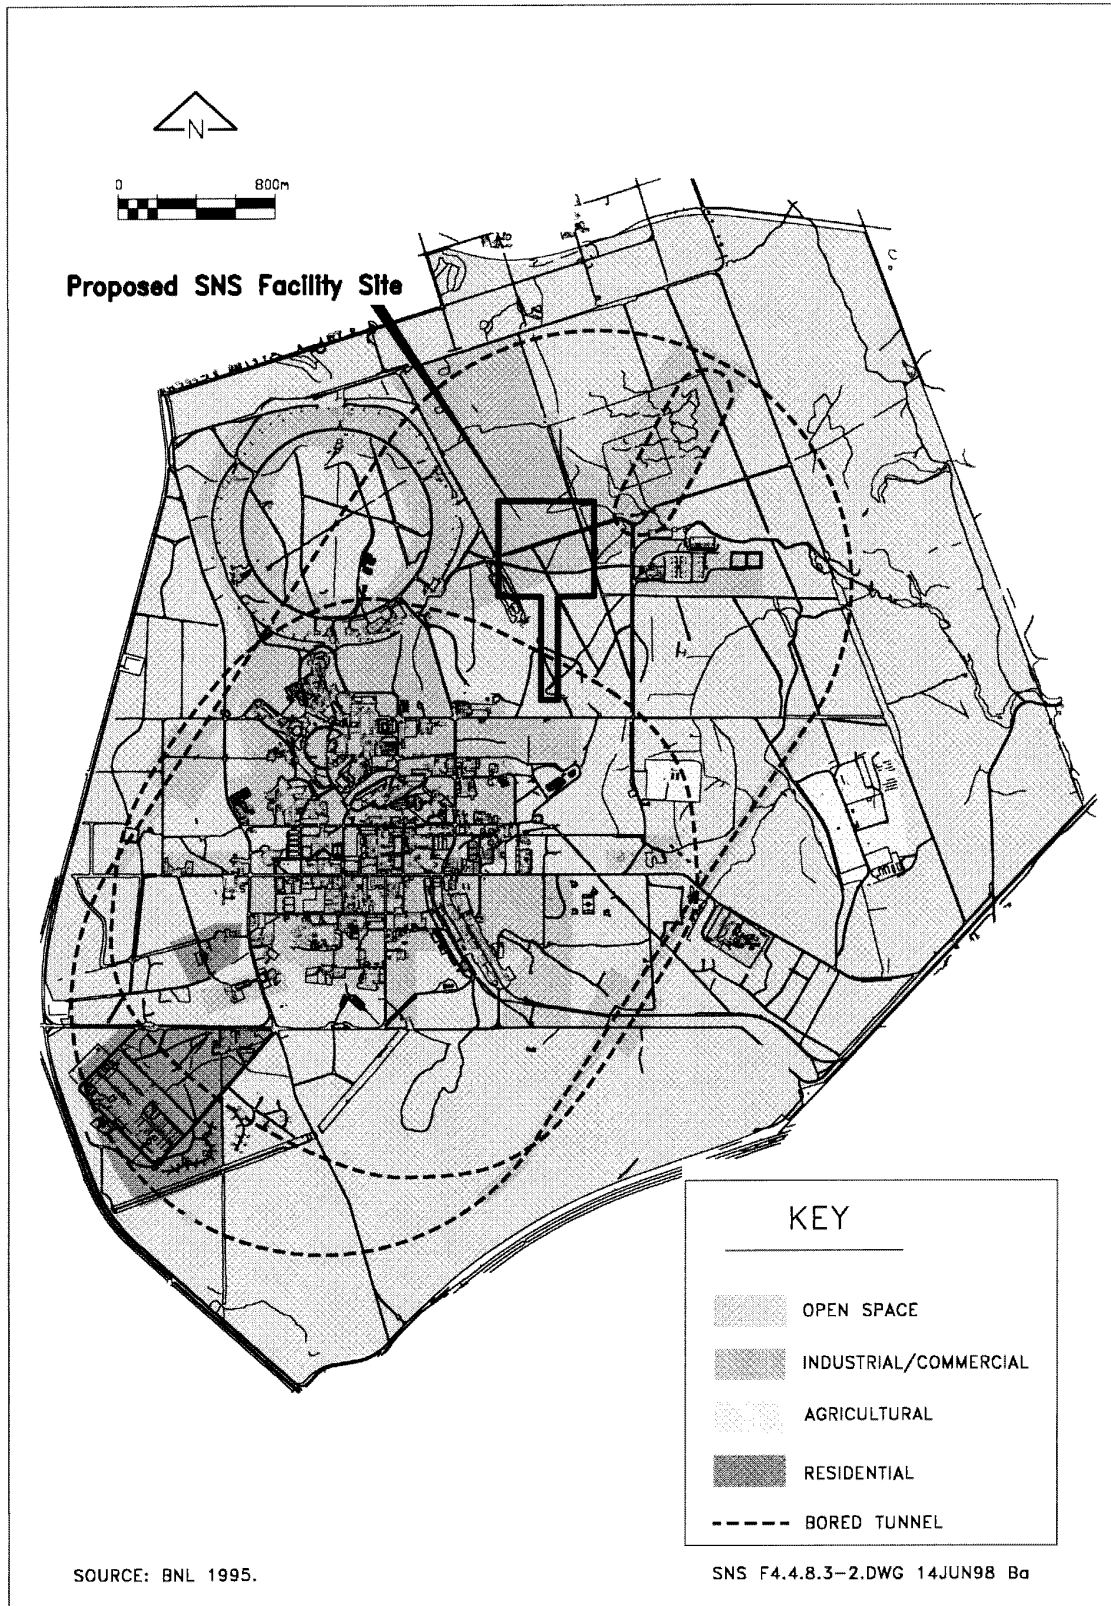 N
0 800m
Proposed SNS Facility Site
KEY
OPEN SPACE
INDUSTRIAL/COMMERCIAL
AGRICULTURAL
RESIDENTIAL
BORED TUNNEL
SOURCE: BNL 1995.
SNS F4.4.8.3-2.DWG 14JUN98 Ba